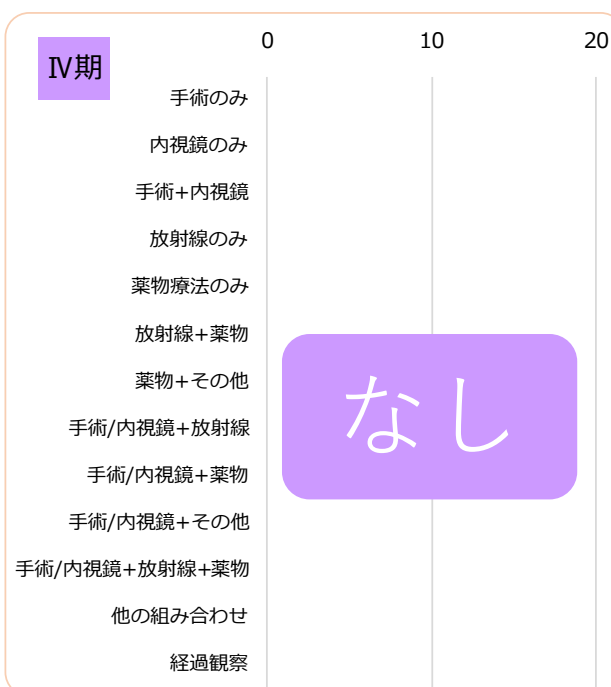 0 10 20
Ⅳ期
手術のみ
内視鏡のみ
手術+内視鏡
放射線のみ
薬物療法のみ
放射線+薬物
薬物+その他
手術/内視鏡+放射線
手術/内視鏡+薬物
手術/内視鏡+その他
手術/内視鏡+放射線+薬物
他の組み合わせ
経過観察
なし